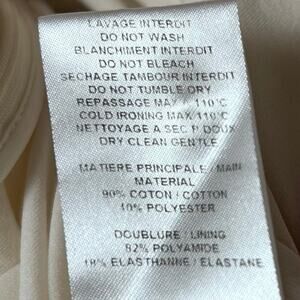 LAVAGE INTERDIT
DO NOT WASH
BLANCHIMENT INTERDIT
DO NOT BLEACH
SECHAGE TAMBOUR INTERDIT
DO NOT TUMBLE DRY
REPASSAGE MAX 110°C
COLD IRONING MAX 110°C
NETTOYAGE A SEC P DOUX
DRY CLEAN GENTLE
MATIERE PRINCIPALE / MAIN
MATERIAL
90% COTON / COTTON
10% POLYESTER
DOUBLURE / LINING
82% POLYAMIDE
18% ELASTHANNE / ELASTANE